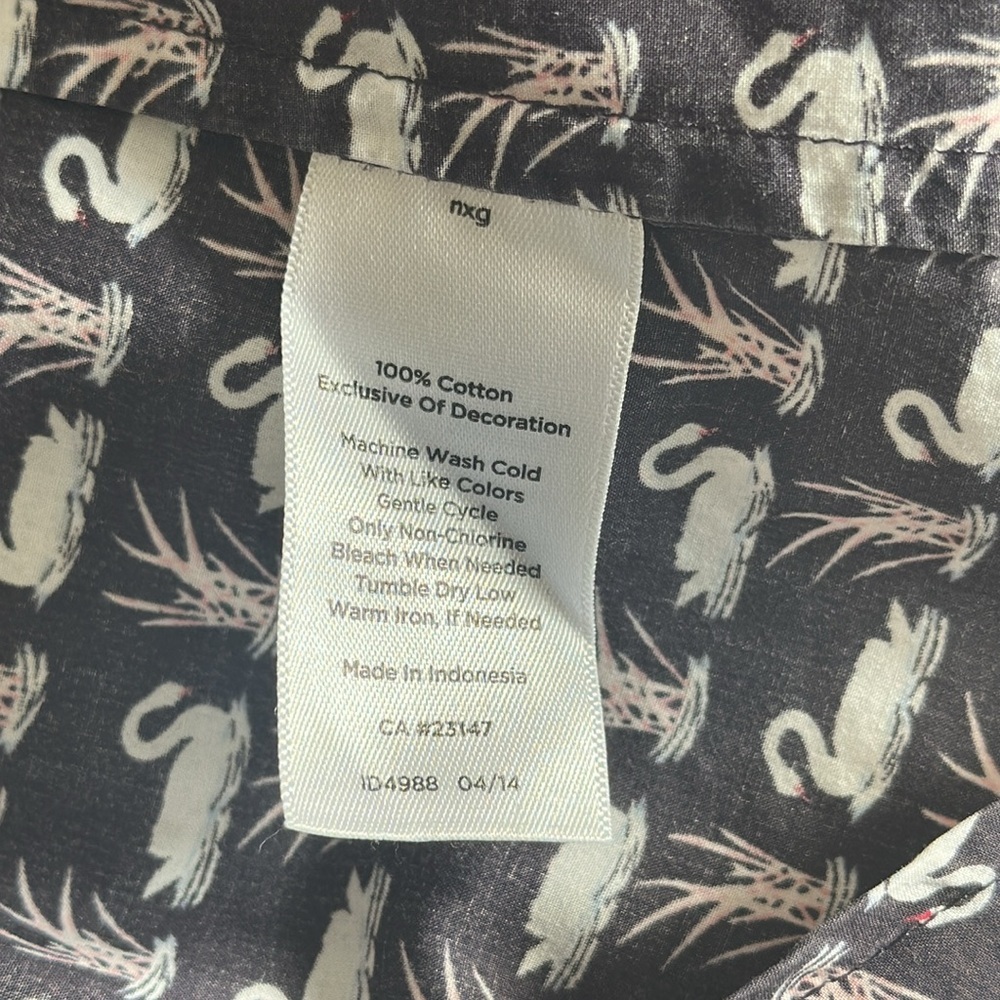 nxg
100% Cotton
Exclusive Of Decoration
Machine Wash Cold
With Like Colors
Gentle Cycle
Only Non-Chlorine
Bleach When Needed
Tumble Dry Low
Warm Iron, If Needed
Made In Indonesia
CA #23147
ID4988 04/14